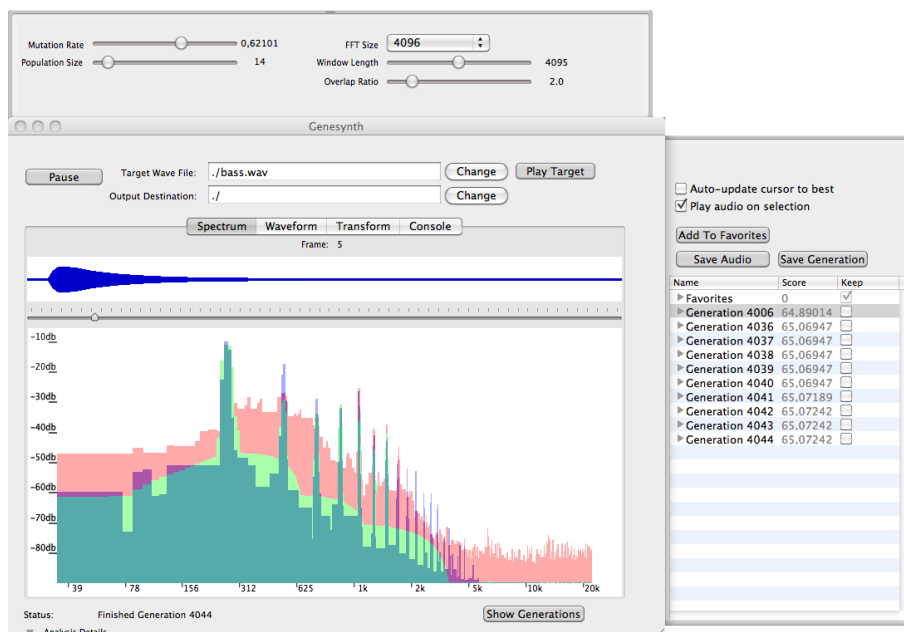 Mutation Rate 0,62101 FFT Size 4096
Population Size 14 Window Length 4095
Overlap Ratio 2.0
Genesynth
Pause Target Wave File: ./bass.wav Change Play Target
Output Destination: ./ Change
Spectrum Waveform Transform Console
Frame: 5
-10db
-20db
-30db
-40db
-50db
-60db
-70db
-80db
39 78 156 312 625 1k 2k 5k 10k 20k
Status: Finished Generation 4044 Show Generations
Analysis Details
Auto-update cursor to best
Play audio on selection
Add To Favorites
Save Audio Save Generation
Name Score Keep
Favorites 0
Generation 4006 64.89014
Generation 4036 65.06947
Generation 4037 65.06947
Generation 4038 65.06947
Generation 4039 65.06947
Generation 4040 65.06947
Generation 4041 65.07189
Generation 4042 65.07242
Generation 4043 65.07242
Generation 4044 65.07242